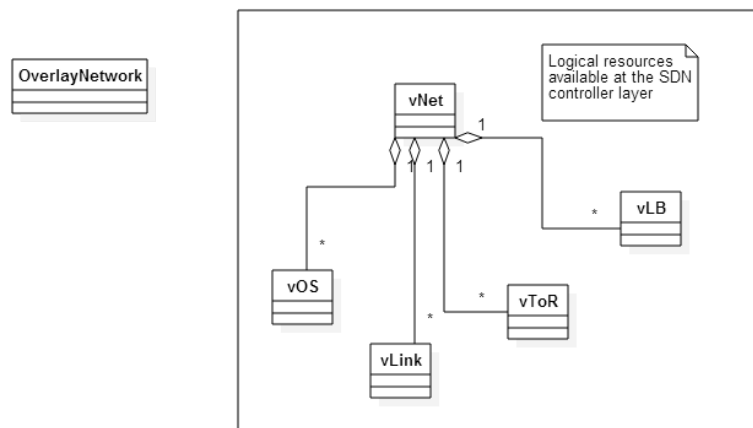 OverlayNetwork
Logical resources
available at the SDN
controller layer
vNet
1
1
1
1
vLB
*
*
vOS
vToR
*
*
vLink